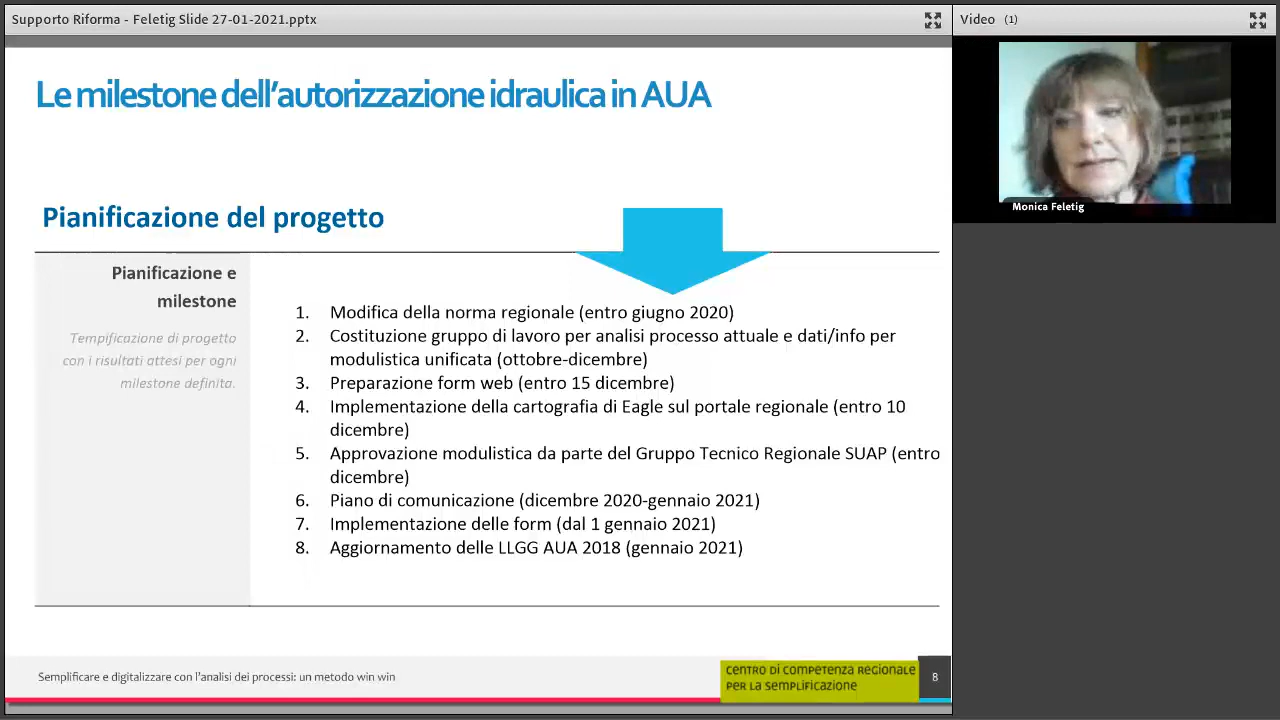 Supporto Riforma - Feletig Slide 27-01-2021.pptx
Video (1)
Le milestone dell'autorizzazione idraulica in AUA
Monica Feletig
Pianificazione del progetto
Pianificazione e
milestone
Tempificazione di progetto
con i risultati attesi per ogni
milestone definita.
1. Modifica della norma regionale (entro giugno 2020)
2. Costituzione gruppo di lavoro per analisi processo attuale e dati/info per
modulistica unificata (ottobre-dicembre)
3. Preparazione form web (entro 15 dicembre)
4. Implementazione della cartografia di Eagle sul portale regionale (entro 10
dicembre)
5. Approvazione modulistica da parte del Gruppo Tecnico Regionale SUAP (entro
dicembre)
6. Piano di comunicazione (dicembre 2020-gennaio 2021)
7. Implementazione delle form (dal 1 gennaio 2021)
8. Aggiornamento delle LLGG AUA 2018 (gennaio 2021)
Semplificare e digitalizzare con l'analisi dei processi: un metodo win win
CENTRO DI COMPETENZA REGIONALE
PER LA SEMPLIFICAZIONE
8